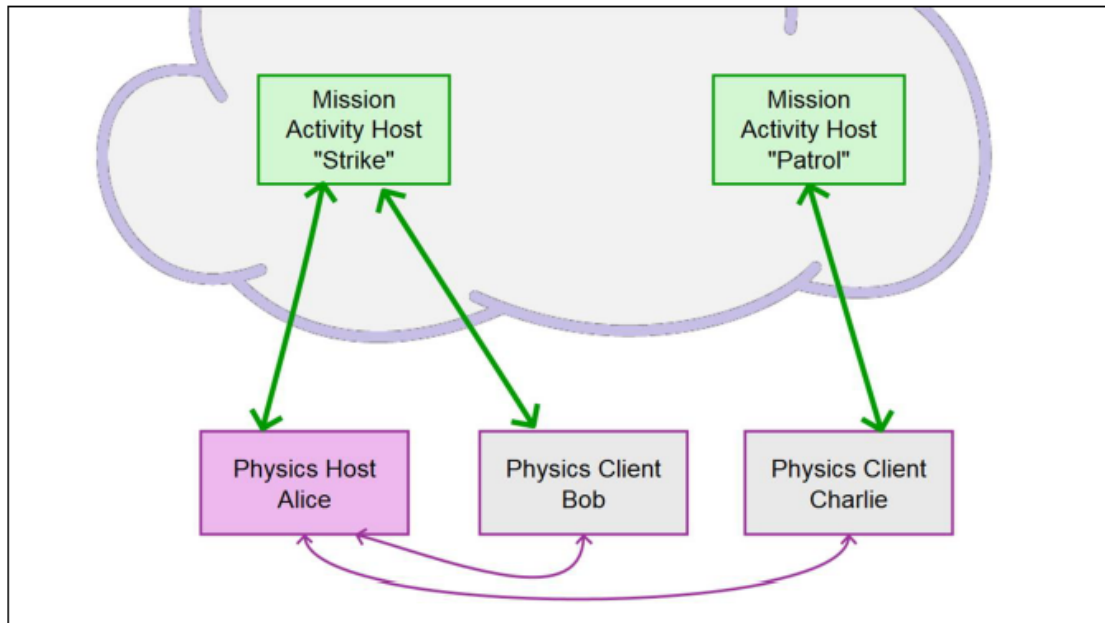 Mission
Activity Host
"Strike"
Mission
Activity Host
"Patrol"
Physics Host
Alice
Physics Client
Bob
Physics Client
Charlie